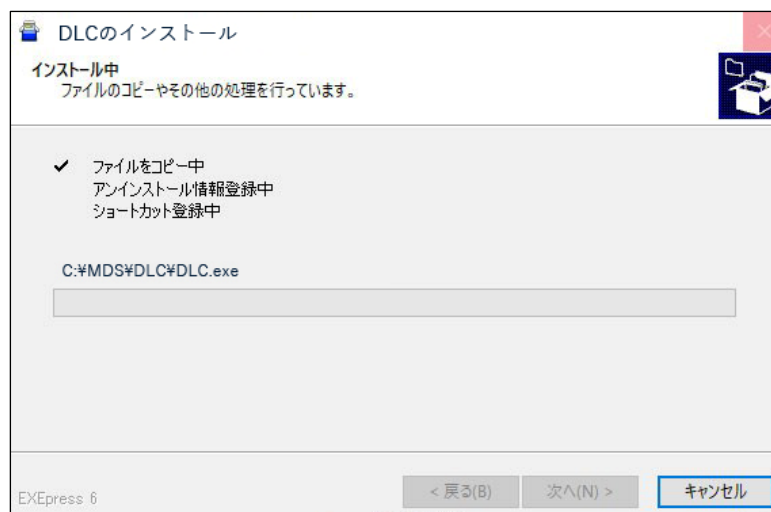 DLCのインストール
インストール中
ファイルのコピーやその他の処理を行っています。
ファイルをコピー中
アンインストール情報登録中
ショートカット登録中
C:¥MDS¥DLC¥DLC.exe
EXEpress 6
< 戻る(B)
次へ(N) >
キャンセル